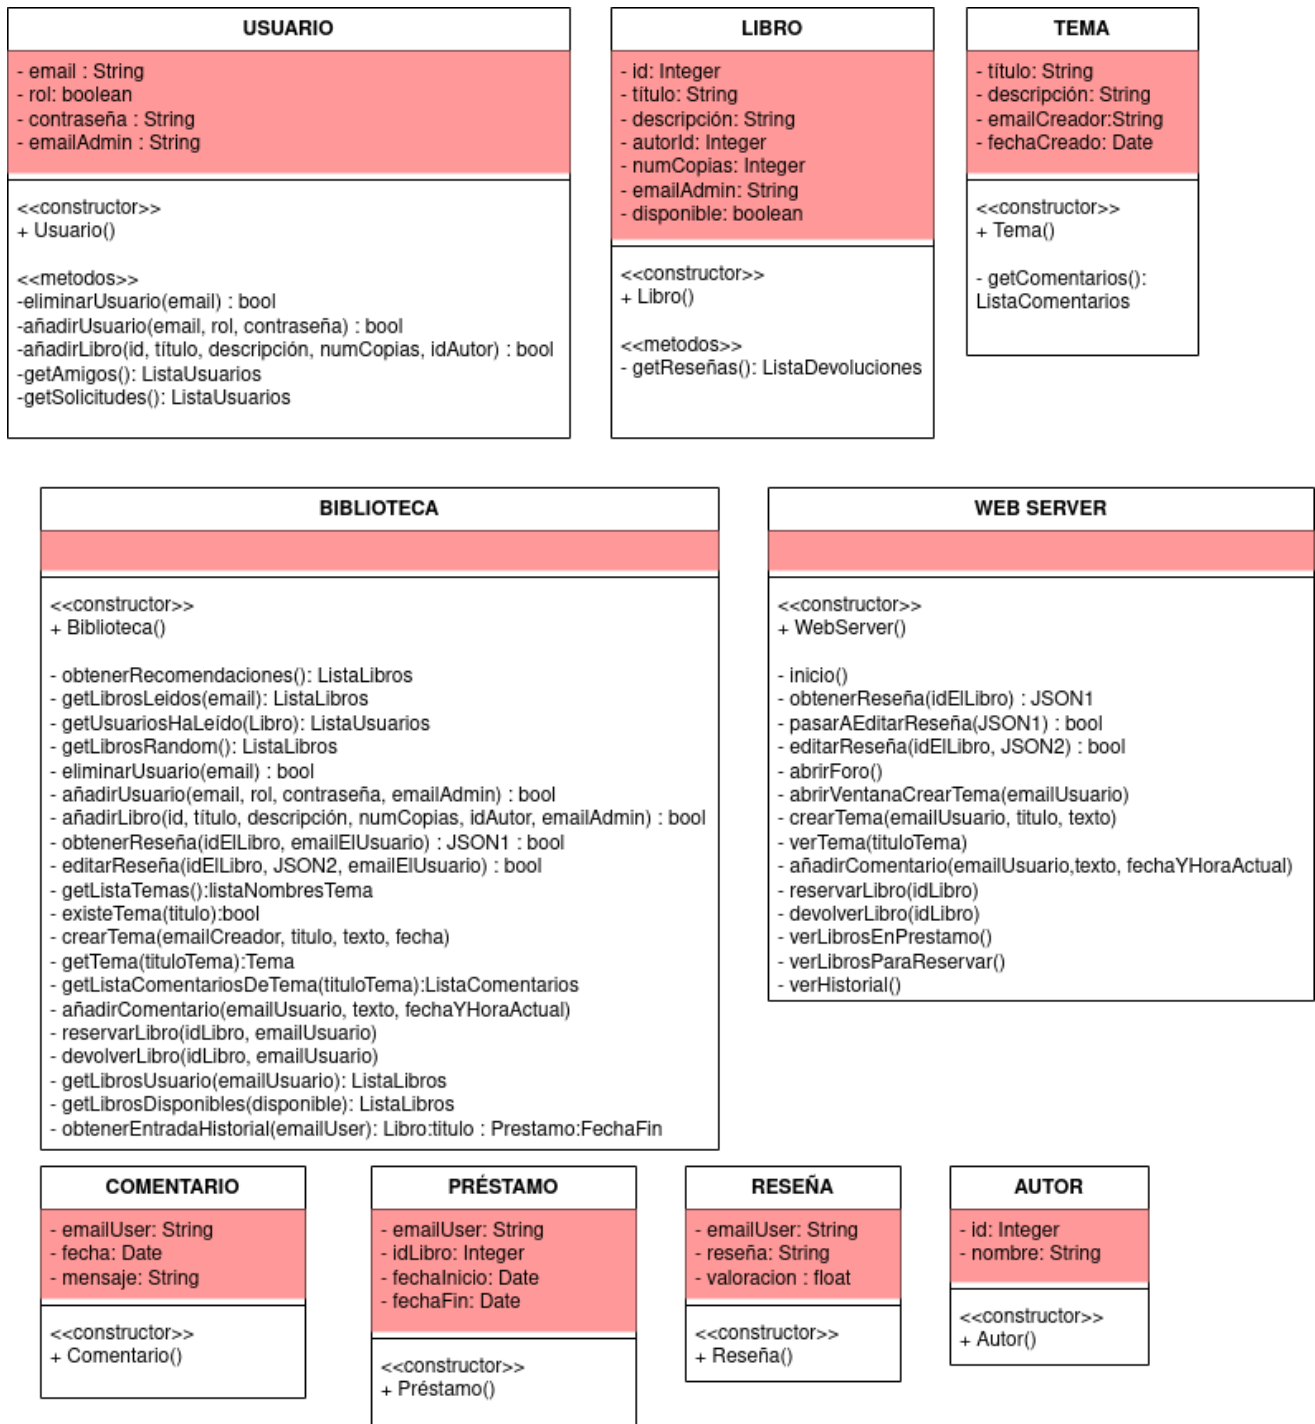 USUARIO
- email : String
- rol: boolean
- contraseña : String
- emailAdmin : String
<<constructor>>
+ Usuario()
<<metodos>>
-eliminarUsuario(email) : bool
-añadirUsuario(email, rol, contraseña) : bool
-añadirLibro(id, título, descripción, numCopias, idAutor) : bool
-getAmigos(): ListaUsuarios
-getSolicitudes(): ListaUsuarios
LIBRO
- id: Integer
- título: String
- descripción: String
- autorId: Integer
- numCopias: Integer
- emailAdmin: String
- disponible: boolean
<<constructor>>
+ Libro()
<<metodos>>
- getReseñas(): ListaDevoluciones
TEMA
- título: String
- descripción: String
- emailCreador:String
- fechaCreado: Date
<<constructor>>
+ Tema()
- getComentarios():
ListaComentarios
BIBLIOTECA
<<constructor>>
+ Biblioteca()
- obtenerRecomendaciones(): ListaLibros
- getLibrosLeidos(email): ListaLibros
- getUsuariosHaLeído(Libro): ListaUsuarios
- getLibrosRandom(): ListaLibros
- eliminarUsuario(email) : bool
- añadirUsuario(email, rol, contraseña, emailAdmin) : bool
- añadirLibro(id, título, descripción, numCopias, idAutor, emailAdmin) : bool
- obtenerReseña(idElLibro, emailElUsuario) : JSON1 : bool
- editarReseña(idElLibro, JSON2, emailElUsuario) : bool
- getListaTemas():listaNombresTema
- existeTema(titulo):bool
- crearTema(emailCreador, titulo, texto, fecha)
- getTema(tituloTema):Tema
- getListaComentariosDeTema(tituloTema):ListaComentarios
- añadirComentario(emailUsuario, texto, fechaYHoraActual)
- reservarLibro(idLibro, emailUsuario)
- devolverLibro(idLibro, emailUsuario)
- getLibrosUsuario(emailUsuario): ListaLibros
- getLibrosDisponibles(disponible): ListaLibros
- obtenerEntradaHistorial(emailUser): Libro:titulo : Prestamo:FechaFin
WEB SERVER
<<constructor>>
+ WebServer()
- inicio()
- obtenerReseña(idElLibro) : JSON1
- pasarAEditarReseña(JSON1) : bool
- editarReseña(idElLibro, JSON2) : bool
- abrirForo()
- abrirVentanaCrearTema(emailUsuario)
- crearTema(emailUsuario, titulo, texto)
- verTema(tituloTema)
- añadirComentario(emailUsuario,texto, fechaYHoraActual)
- reservarLibro(idLibro)
- devolverLibro(idLibro)
- verLibrosEnPrestamo()
- verLibrosParaReservar()
- verHistorial()
COMENTARIO
- emailUser: String
- fecha: Date
- mensaje: String
<<constructor>>
+ Comentario()
PRÉSTAMO
- emailUser: String
- idLibro: Integer
- fechaInicio: Date
- fechaFin: Date
<<constructor>>
+ Préstamo()
RESEÑA
- emailUser: String
- reseña: String
- valoracion : float
<<constructor>>
+ Reseña()
AUTOR
- id: Integer
- nombre: String
<<constructor>>
+ Autor()